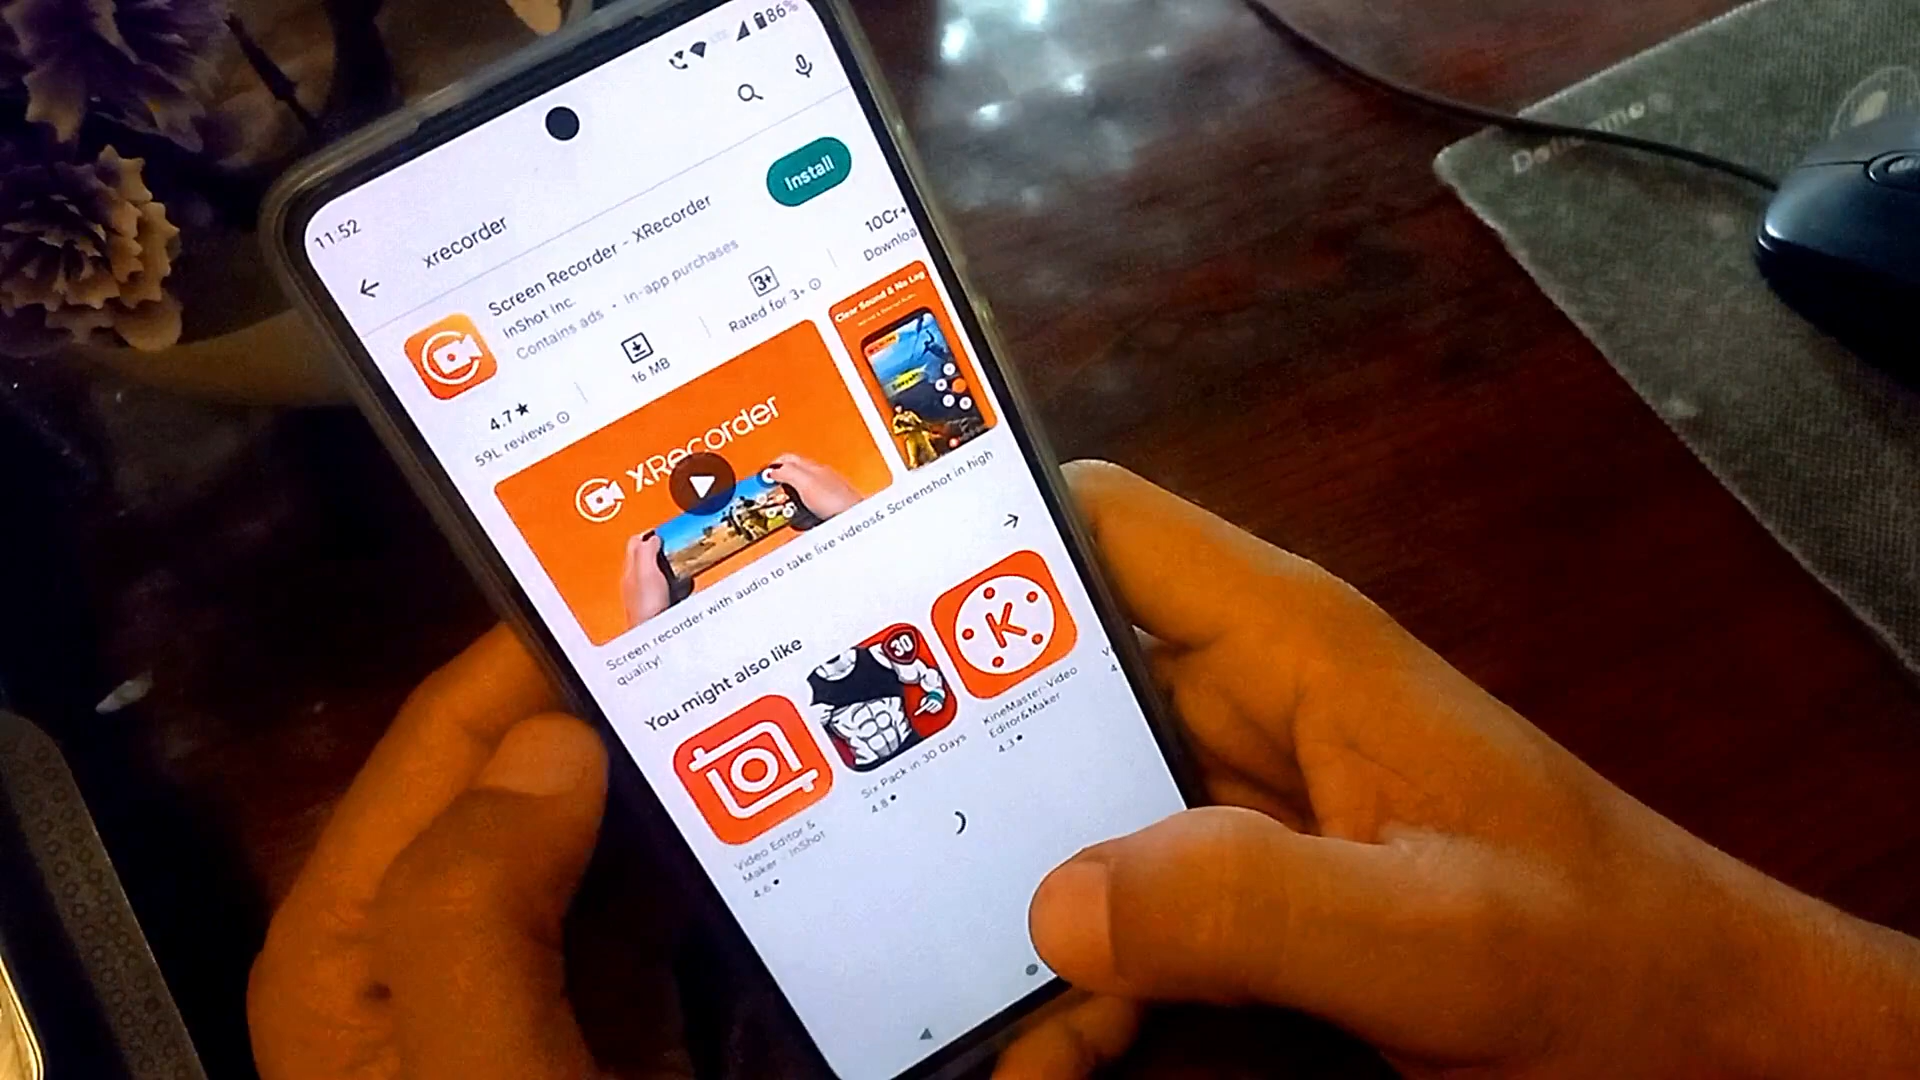 86%
11:52
xrecorder
Install
Screen Recorder - XRecorder
InShot Inc.
Contains ads · In-app purchases
4.7★
59L reviews
16 MB
3+
Rated for 3+
10Cr+
Downloa
XRecorder
Clear Sound & No Lag
Screen recorder with audio to take live videos& Screenshot in high
quality!
You might also like
30
K
Video Editor &
Maker - InShot
4.6
Six Pack in 30 Days
4.8
KineMaster-Video
Editor&Maker
4.3